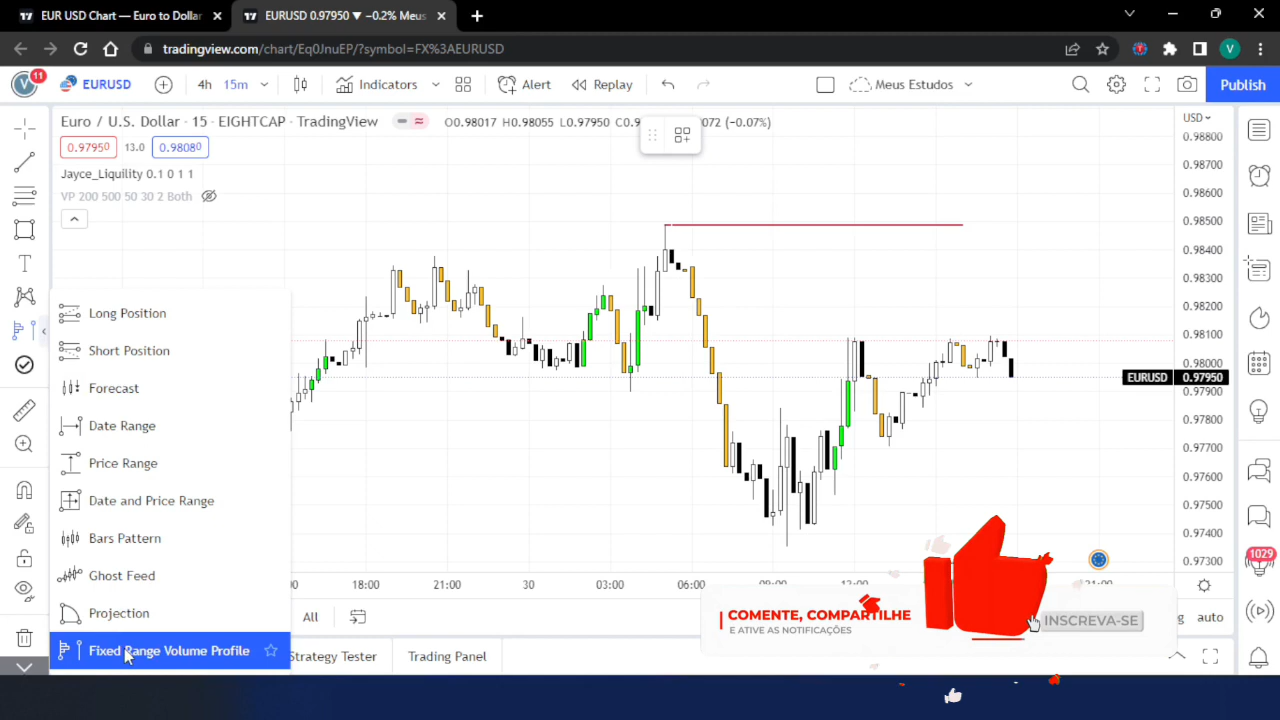 EUR USD Chart — Euro to Dollar
EURUSD 0.97950 ▼ −0.2% Meus
tradingview.com/chart/Eq0JnuEP/?symbol=FX%3AEURUSD
V
V
11
EURUSD
4h
15m
Indicators
Alert
Replay
Meus Estudos
Publish
Euro / U.S. Dollar · 15 · EIGHTCAP · TradingView
O0.98017 H0.98055 L0.97950
072 (−0.07%)
USD
0.97950
13.0
0.98080
Jayce_Liquility 0.1 0 1 1
VP 200 500 50 30 2 Both
0.98800
0.98700
0.98600
0.98500
0.98400
0.98300
0.98200
0.98100
0.98000
EURUSD
0.97950
0.97900
0.97800
0.97700
0.97600
0.97500
0.97400
0.97300
Long Position
Short Position
Forecast
Date Range
Price Range
Date and Price Range
Bars Pattern
Ghost Feed
Projection
Fixed Range Volume Profile
18:00
21:00
30
03:00
06:00
09:00
12:00
21:00
All
auto
COMENTE, COMPARTILHE
E ATIVE AS NOTIFICAÇÕES
INSCREVA-SE
Strategy Tester
Trading Panel
1029